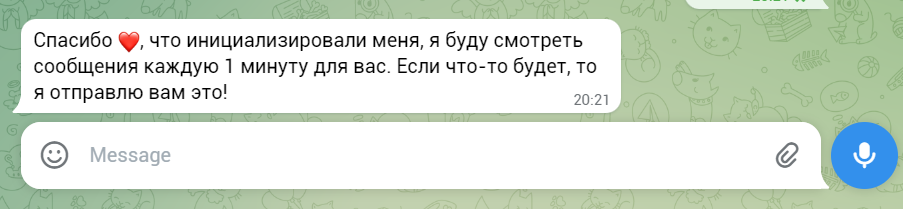 Спасибо ❤️, что инициализировали меня, я буду смотреть
сообщения каждую 1 минуту для вас. Если что-то будет, то
я отправлю вам это!
20:21
Message